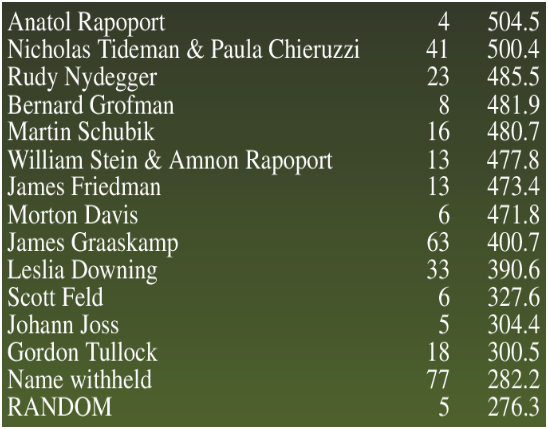 Anatol Rapoport 4 504.5
Nicholas Tideman & Paula Chieruzzi 41 500.4
Rudy Nydegger 23 485.5
Bernard Grofman 8 481.9
Martin Schubik 16 480.7
William Stein & Amnon Rapoport 13 477.8
James Friedman 13 473.4
Morton Davis 6 471.8
James Graaskamp 63 400.7
Leslia Downing 33 390.6
Scott Feld 6 327.6
Johann Joss 5 304.4
Gordon Tullock 18 300.5
Name withheld 77 282.2
RANDOM 5 276.3